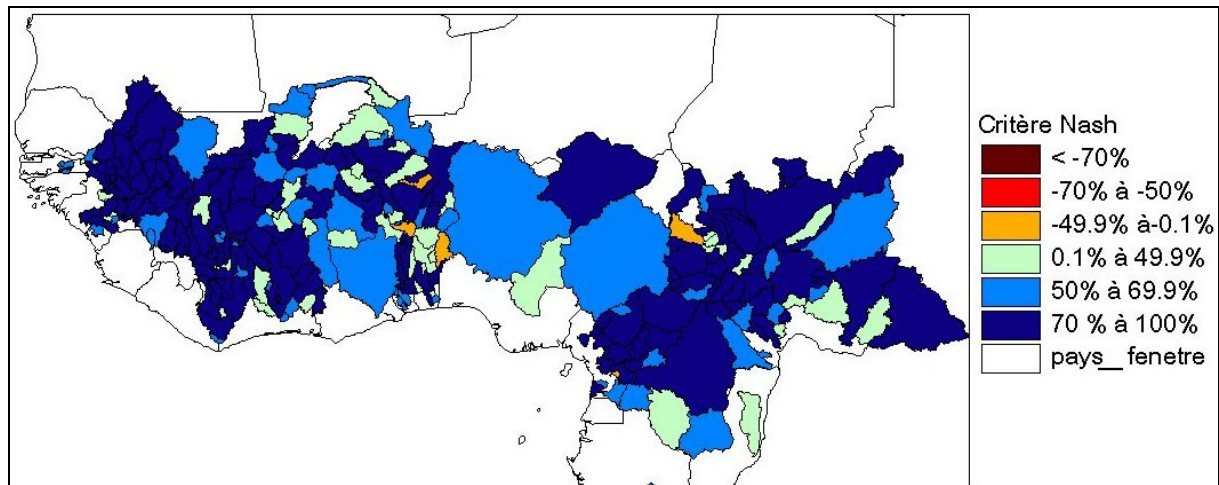 Critère Nash
< -70%
-70% à -50%
-49.9% à-0.1%
0.1% à 49.9%
50% à 69.9%
70 % à 100%
pays__ fenetre